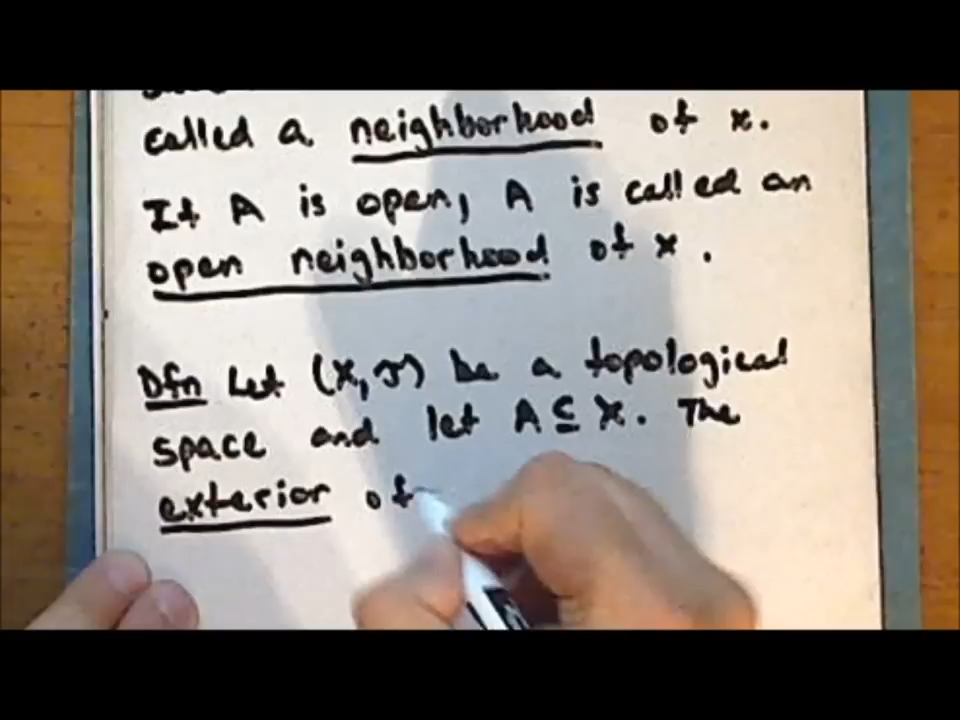 called a neighborhood of x.
If A is open, A is called an
open neighborhood of x.
Dfn Let (X, T) be a topological
space and let A ⊆ X. The
exterior of